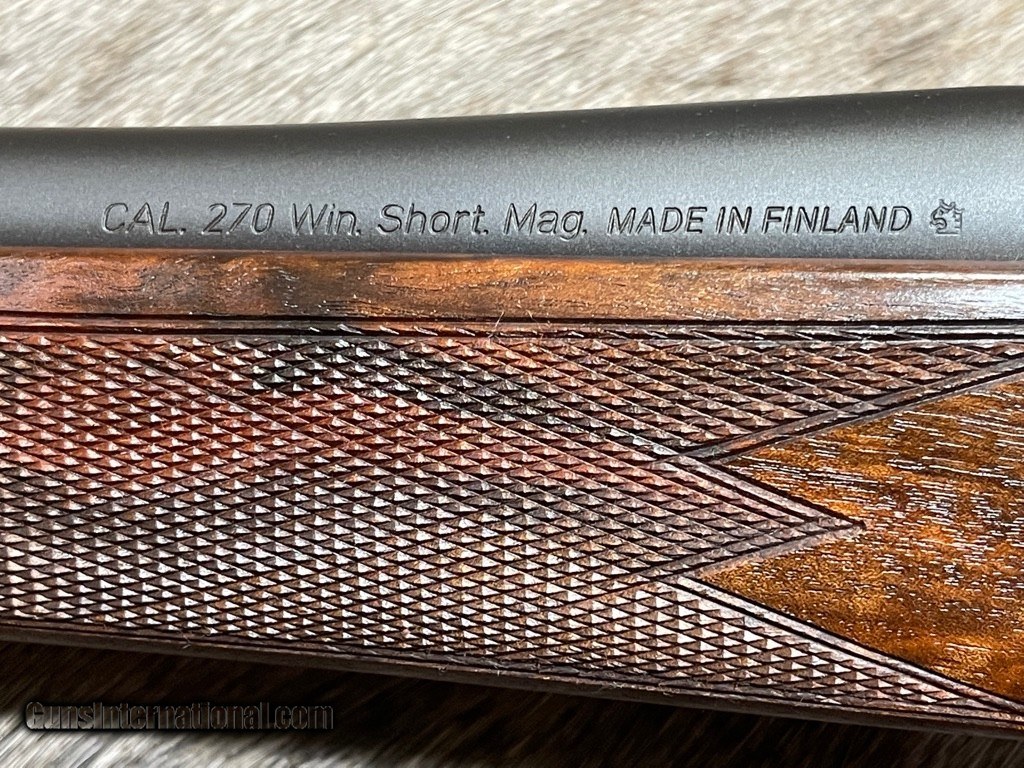 CAL. 270 Win. Short. Mag. MADE IN FINLAND
GunsInternational.com